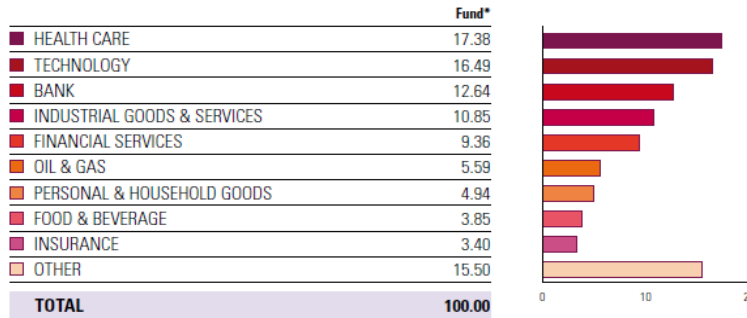 Fund*
HEALTH CARE 17.38
TECHNOLOGY 16.49
BANK 12.64
INDUSTRIAL GOODS & SERVICES 10.85
FINANCIAL SERVICES 9.36
OIL & GAS 5.59
PERSONAL & HOUSEHOLD GOODS 4.94
FOOD & BEVERAGE 3.85
INSURANCE 3.40
OTHER 15.50
TOTAL 100.00
0 10